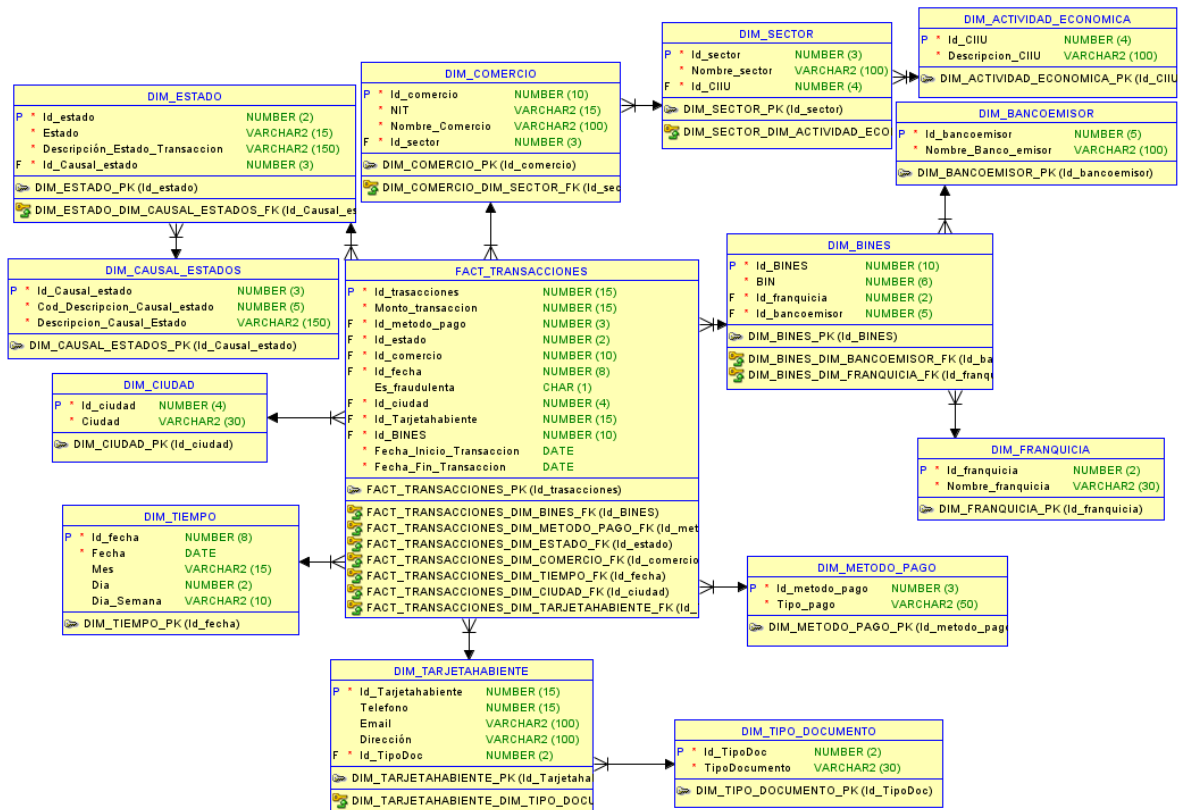 DIM_ACTIVIDAD_ECONOMICA
P * Id_CIIU NUMBER (4)
* Descripcion_CIIU VARCHAR2 (100)
DIM_ACTIVIDAD_ECONOMICA_PK (Id_CIIU
DIM_SECTOR
P * Id_sector NUMBER (3)
* Nombre_sector VARCHAR2 (100)
F * Id_CIIU NUMBER (4)
DIM_SECTOR_PK (Id_sector)
DIM_SECTOR_DIM_ACTIVIDAD_ECO
DIM_COMERCIO
P * Id_comercio NUMBER (10)
* NIT VARCHAR2 (15)
* Nombre_Comercio VARCHAR2 (100)
F * Id_sector NUMBER (3)
DIM_COMERCIO_PK (Id_comercio)
DIM_COMERCIO_DIM_SECTOR_FK (Id_sec
DIM_ESTADO
P * Id_estado NUMBER (2)
* Estado VARCHAR2 (15)
* Descripción_Estado_Transaccion VARCHAR2 (150)
F * Id_Causal_estado NUMBER (3)
DIM_ESTADO_PK (Id_estado)
DIM_ESTADO_DIM_CAUSAL_ESTADOS_FK (Id_Causal_es
DIM_BANCOEMISOR
P * Id_bancoemisor NUMBER (5)
* Nombre_Banco_emisor VARCHAR2 (100)
DIM_BANCOEMISOR_PK (Id_bancoemisor)
DIM_CAUSAL_ESTADOS
P * Id_Causal_estado NUMBER (3)
* Cod_Descripcion_Causal_estado NUMBER (5)
* Descripcion_Causal_Estado VARCHAR2 (150)
DIM_CAUSAL_ESTADOS_PK (Id_Causal_estado)
FACT_TRANSACCIONES
P * Id_trasacciones NUMBER (15)
* Monto_transaccion NUMBER (15)
F * Id_metodo_pago NUMBER (3)
F * Id_estado NUMBER (2)
F * Id_comercio NUMBER (10)
F * Id_fecha NUMBER (8)
Es_fraudulenta CHAR (1)
F * Id_ciudad NUMBER (4)
F * Id_Tarjetahabiente NUMBER (15)
F * Id_BINES NUMBER (10)
* Fecha_Inicio_Transaccion DATE
* Fecha_Fin_Transaccion DATE
FACT_TRANSACCIONES_PK (Id_trasacciones)
FACT_TRANSACCIONES_DIM_BINES_FK (Id_BINES)
FACT_TRANSACCIONES_DIM_METODO_PAGO_FK (Id_met
FACT_TRANSACCIONES_DIM_ESTADO_FK (Id_estado)
FACT_TRANSACCIONES_DIM_COMERCIO_FK (Id_comercio
FACT_TRANSACCIONES_DIM_TIEMPO_FK (Id_fecha)
FACT_TRANSACCIONES_DIM_CIUDAD_FK (Id_ciudad)
FACT_TRANSACCIONES_DIM_TARJETAHABIENTE_FK (Id_
DIM_BINES
P * Id_BINES NUMBER (10)
* BIN NUMBER (6)
F * Id_franquicia NUMBER (2)
F * Id_bancoemisor NUMBER (5)
DIM_BINES_PK (Id_BINES)
DIM_BINES_DIM_BANCOEMISOR_FK (Id_ba
DIM_BINES_DIM_FRANQUICIA_FK (Id_franqu
DIM_CIUDAD
P * Id_ciudad NUMBER (4)
* Ciudad VARCHAR2 (30)
DIM_CIUDAD_PK (Id_ciudad)
DIM_FRANQUICIA
P * Id_franquicia NUMBER (2)
* Nombre_franquicia VARCHAR2 (30)
DIM_FRANQUICIA_PK (Id_franquicia)
DIM_TIEMPO
P * Id_fecha NUMBER (8)
* Fecha DATE
Mes VARCHAR2 (15)
Dia NUMBER (2)
Dia_Semana VARCHAR2 (10)
DIM_TIEMPO_PK (Id_fecha)
DIM_METODO_PAGO
P * Id_metodo_pago NUMBER (3)
* Tipo_pago VARCHAR2 (50)
DIM_METODO_PAGO_PK (Id_metodo_pago
DIM_TARJETAHABIENTE
P * Id_Tarjetahabiente NUMBER (15)
Telefono NUMBER (15)
Email VARCHAR2 (100)
Dirección VARCHAR2 (100)
F * Id_TipoDoc NUMBER (2)
DIM_TARJETAHABIENTE_PK (Id_Tarjetaha
DIM_TARJETAHABIENTE_DIM_TIPO_DOCU
DIM_TIPO_DOCUMENTO
P * Id_TipoDoc NUMBER (2)
* TipoDocumento VARCHAR2 (30)
DIM_TIPO_DOCUMENTO_PK (Id_TipoDoc)